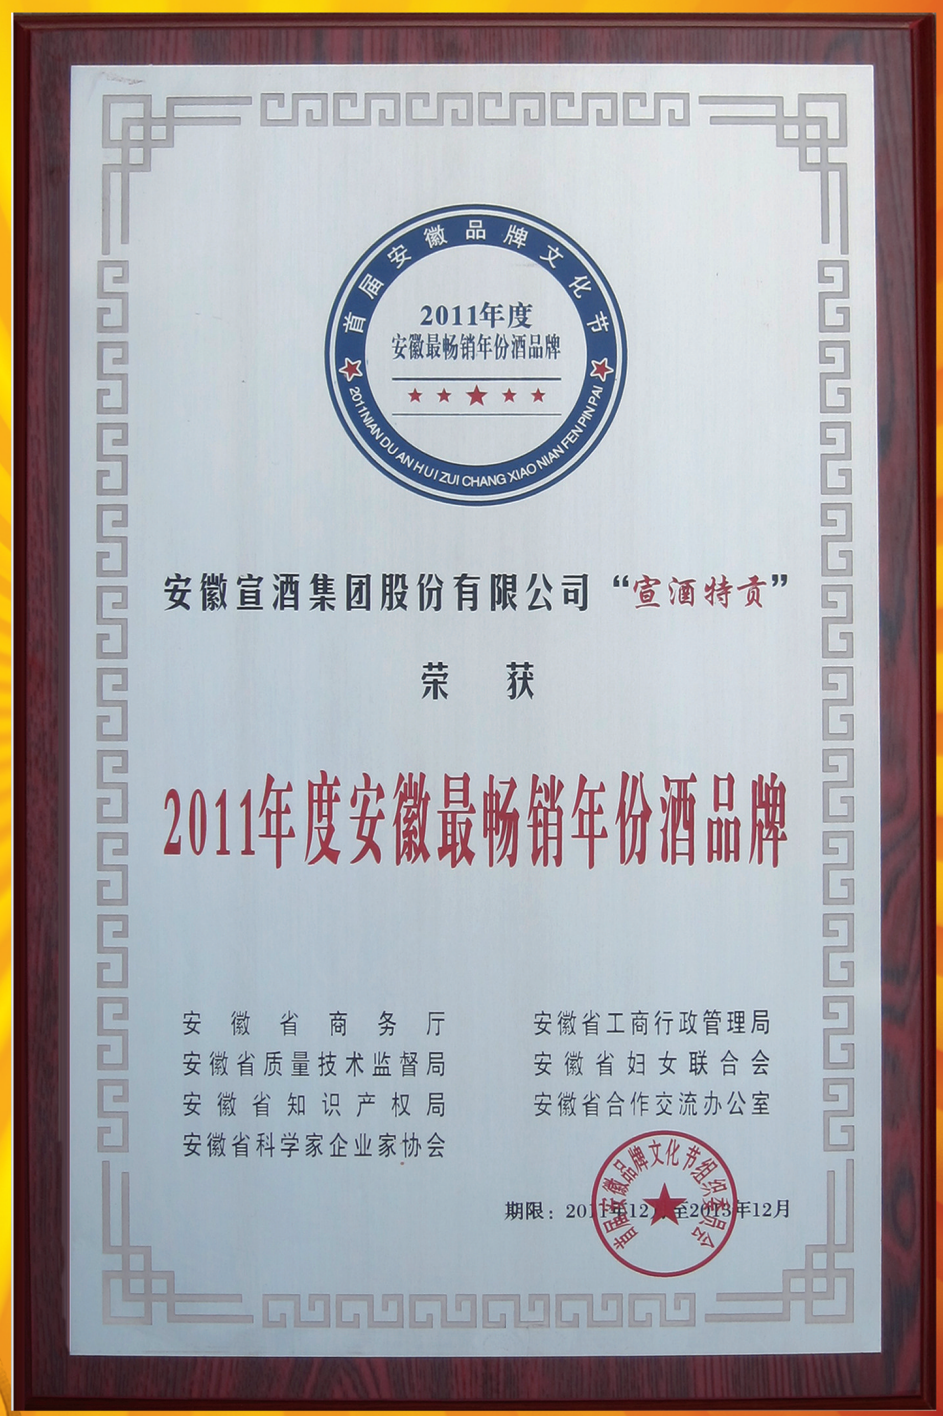 首届安徽品牌文化节
2011年度
安徽最畅销年份酒品牌
2011NIAN DU AN HUI ZUI CHANG XIAO NIAN FEN PIN PAI
安徽宣酒集团股份有限公司“宣酒特贡”
荣获
2011年度安徽最畅销年份酒品牌
安徽省商务厅
安徽省工商行政管理局
安徽省质量技术监督局
安徽省妇女联合会
安徽省知识产权局
安徽省合作交流办公室
安徽省科学家企业家协会
期限：2011年12月至2013年12月
首届安徽品牌文化节组织委员会